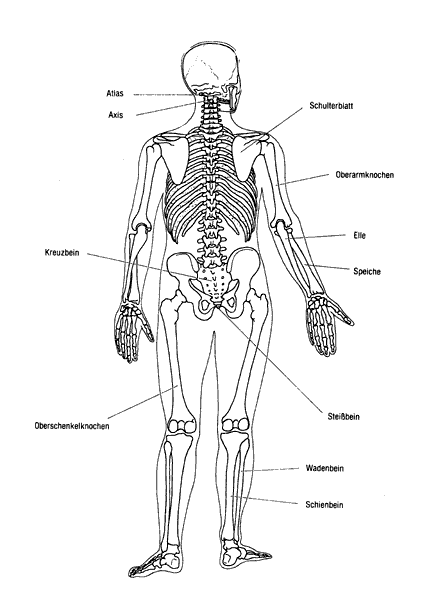 Atlas
Axis
Schulterblatt
Oberarmknochen
Elle
Kreuzbein
Speiche
Steißbein
Oberschenkelknochen
Wadenbein
Schienbein